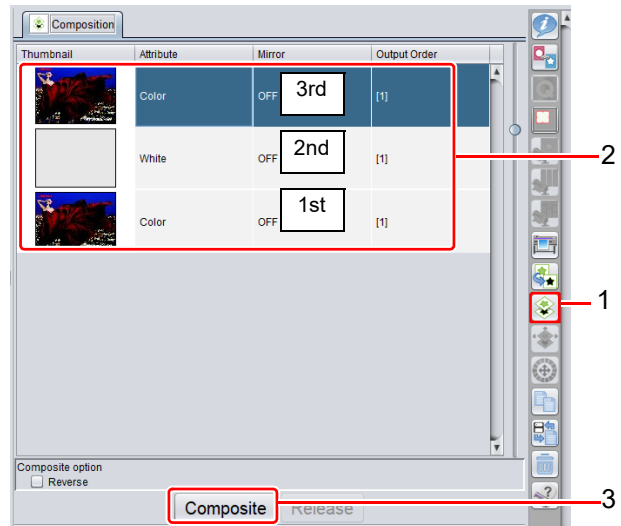 Composition
Thumbnail Attribute Mirror Output Order
Color OFF 3rd [1]
White OFF 2nd [1]
2
Color OFF 1st [1]
1
Composite option
Reverse
Composite Release
3